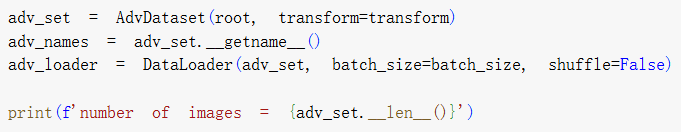 adv_set = AdvDataset(root, transform=transform)
adv_names = adv_set.__getname__()
adv_loader = DataLoader(adv_set, batch_size=batch_size, shuffle=False)
print(f'number of images = {adv_set.__len__()}')